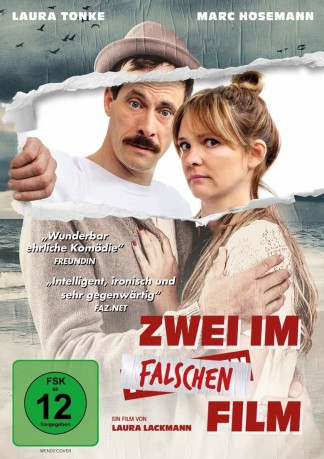 LAURA TONKE
MARC HOSEMANN
„Wunderbar
ehrliche Komödie“
FREUNDIN
„Intelligent, ironisch und
sehr gegenwärtig“
FAZ.NET
ZWEI IM
FALSCHEN
FILM
EIN FILM VON
LAURA LACKMANN
FSK
ab
12
freigegeben
WENDECOVER